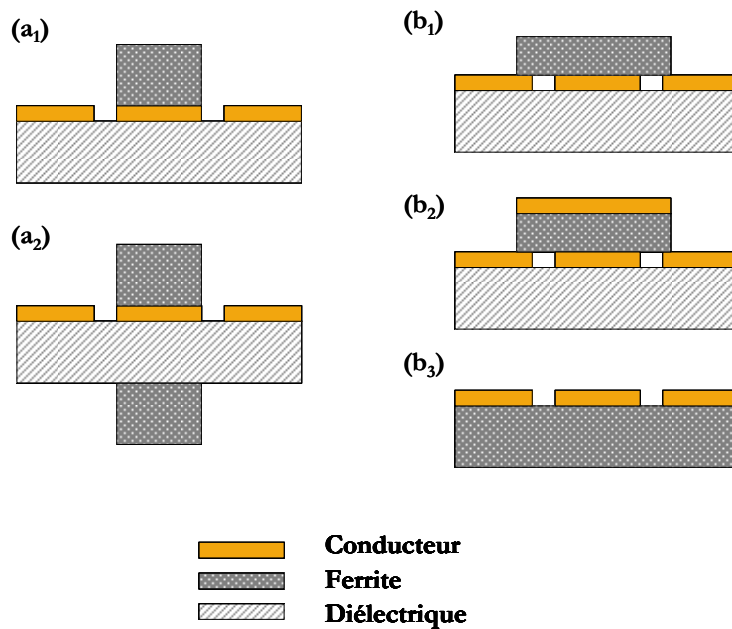 (a₁)
(b₁)
(a₂)
(b₂)
(b₃)
Conducteur
Ferrite
Diélectrique